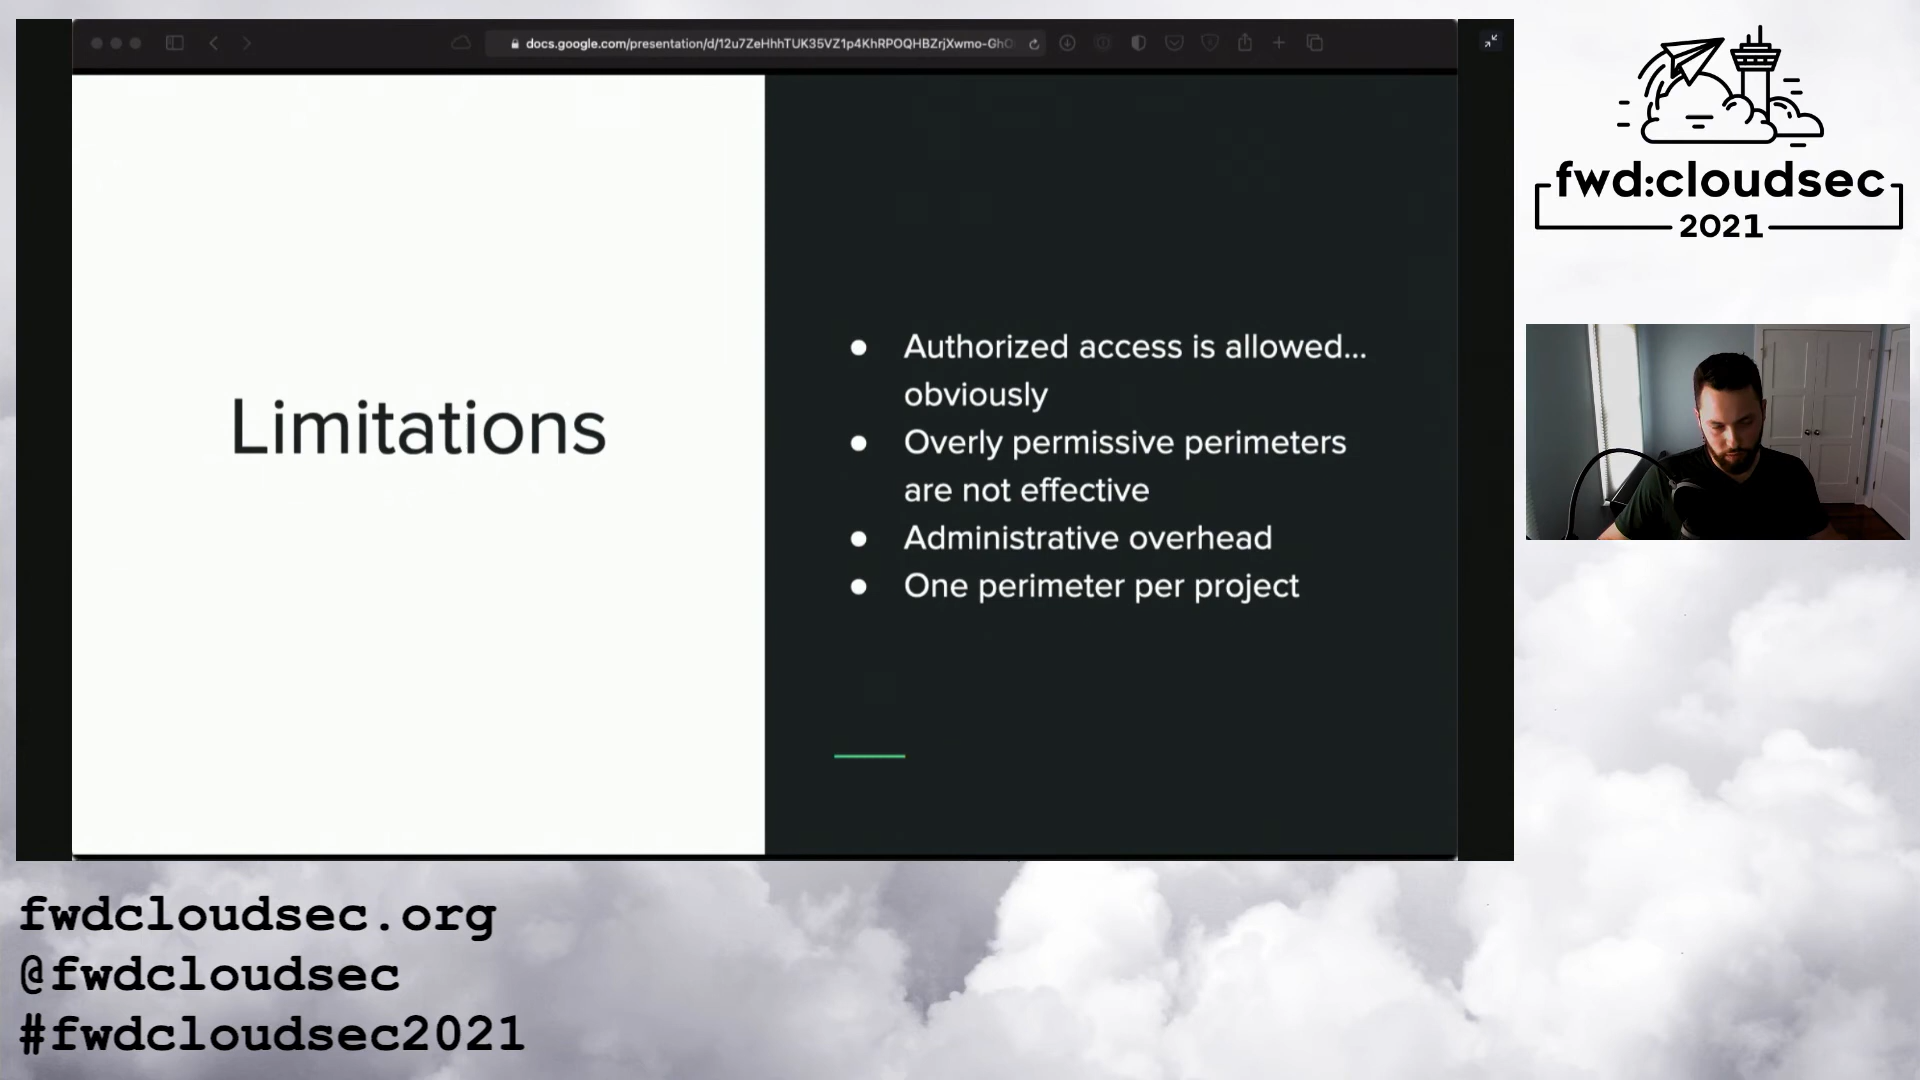 docs.google.com/presentation/d/12u7ZeHhhTUK35VZ1p4KhRPOQHBZrjXwmo-GhO
Limitations
● Authorized access is allowed...
obviously
● Overly permissive perimeters
are not effective
● Administrative overhead
● One perimeter per project
fwd:cloudsec
2021
fwdcloudsec.org
@fwdcloudsec
#fwdcloudsec2021